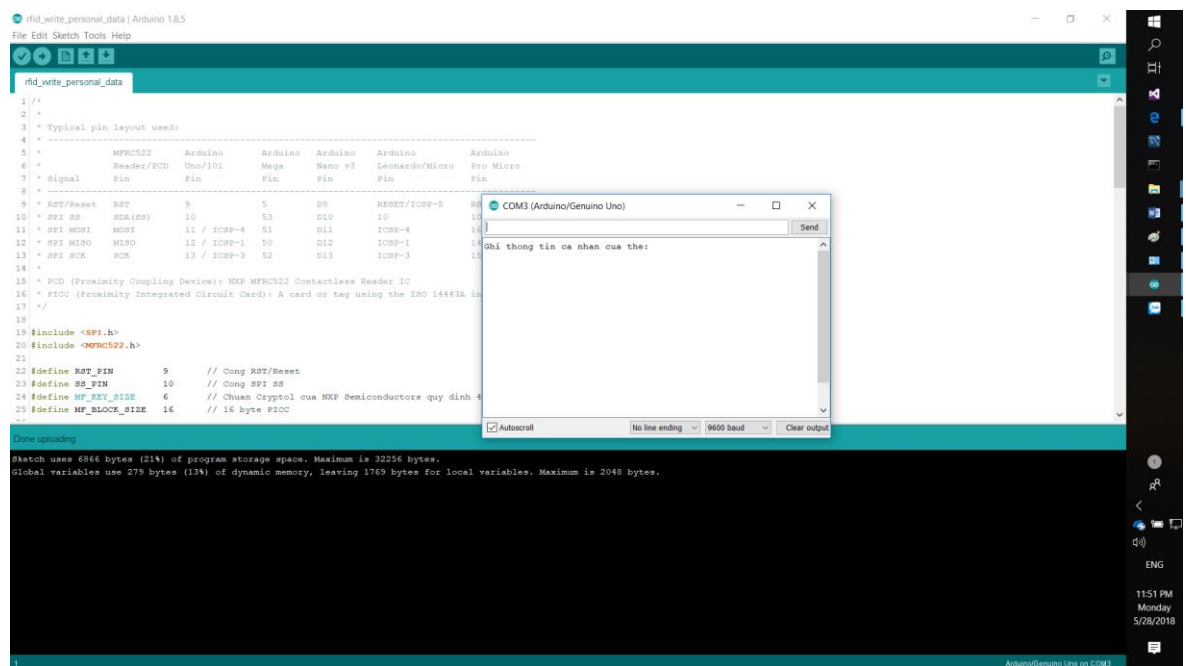 rfid_write_personal_data | Arduino 1.8.5
File Edit Sketch Tools Help
rfid_write_personal_data
1 /*
2 *
3 * Typical pin layout used:
4 * -----------------------------------------------------------------------------------------
5 * MFRC522 Arduino Arduino Arduino Arduino Arduino
6 * Reader/PCD Uno/101 Mega Nano v3 Leonardo/Micro Pro Micro
7 * Signal Pin Pin Pin Pin Pin Pin
8 * -----------------------------------------------------------------------------------------
9 * RST/Reset RST 9 5 D9 RESET/ICSP-5 RS
10 * SPI SS SDA(SS) 10 53 D10 10 10
11 * SPI MOSI MOSI 11 / ICSP-4 51 D11 ICSP-4 16
12 * SPI MISO MISO 12 / ICSP-1 50 D12 ICSP-1 14
13 * SPI SCK SCK 13 / ICSP-3 52 D13 ICSP-3 15
14 *
15 * PCD (Proximity Coupling Device): NXP MFRC522 Contactless Reader IC
16 * PICC (Proximity Integrated Circuit Card): A card or tag using the ISO 14443A in
17 */
18
19 #include <SPI.h>
20 #include <MFRC522.h>
21
22 #define RST_PIN 9 // Cong RST/Reset
23 #define SS_PIN 10 // Cong SPI SS
24 #define MF_KEY_SIZE 6 // Chuan Crypto1 cua NXP Semiconductors quy dinh 4
25 #define MF_BLOCK_SIZE 16 // 16 byte PICC
COM3 (Arduino/Genuino Uno)
Send
Ghi thong tin ca nhan cua the:
Autoscroll No line ending 9600 baud Clear output
Done uploading.
Sketch uses 6866 bytes (21%) of program storage space. Maximum is 32256 bytes.
Global variables use 279 bytes (13%) of dynamic memory, leaving 1769 bytes for local variables. Maximum is 2048 bytes.
1 Arduino/Genuino Uno on COM3
1
ENG
11:51 PM
Monday
5/28/2018